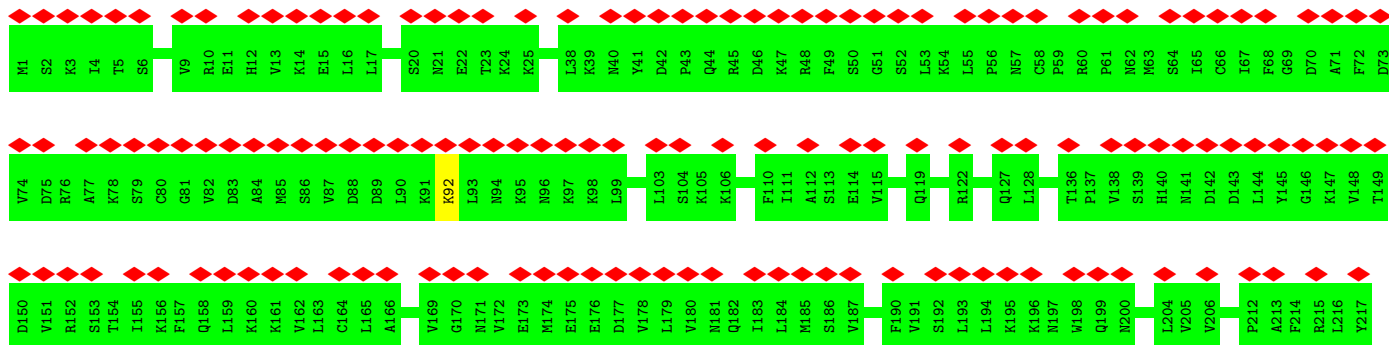 M1 S2 K3 I4 T5 S6 V9 R10 E11 H12 V13 K14 E15 L16 L17 S20 N21 E22 T23 K24 K25 L38 K39 N40 Y41 D42 P43 Q44 R45 D46 K47 R48 F49 S50 G51 S52 L53 K54 L55 P56 N57 C58 P59 R60 P61 N62 M63 S64 I65 C66 I67 F68 G69 D70 A71 F72 D73
V74 D75 R76 A77 K78 S79 C80 G81 V82 D83 A84 M85 S86 V87 D88 D89 L90 K91 K92 L93 N94 K95 N96 K97 K98 L99 L103 S104 K105 K106 F110 I111 A112 S113 E114 V115 Q119 R122 Q127 L128 T136 P137 V138 S139 H140 N141 D142 D143 L144 Y145 G146 K147 V148 T149
D150 V151 R152 S153 T154 I155 K156 F157 Q158 L159 K160 K161 V162 L163 C164 L165 A166 V169 G170 N171 V172 E173 M174 E175 E176 D177 V178 L179 V180 N181 Q182 I183 L184 M185 S186 V187 F190 V191 S192 L193 L194 K195 K196 N197 W198 Q199 N200 L204 V205 V206 P212 A213 F214 R215 L216 Y217